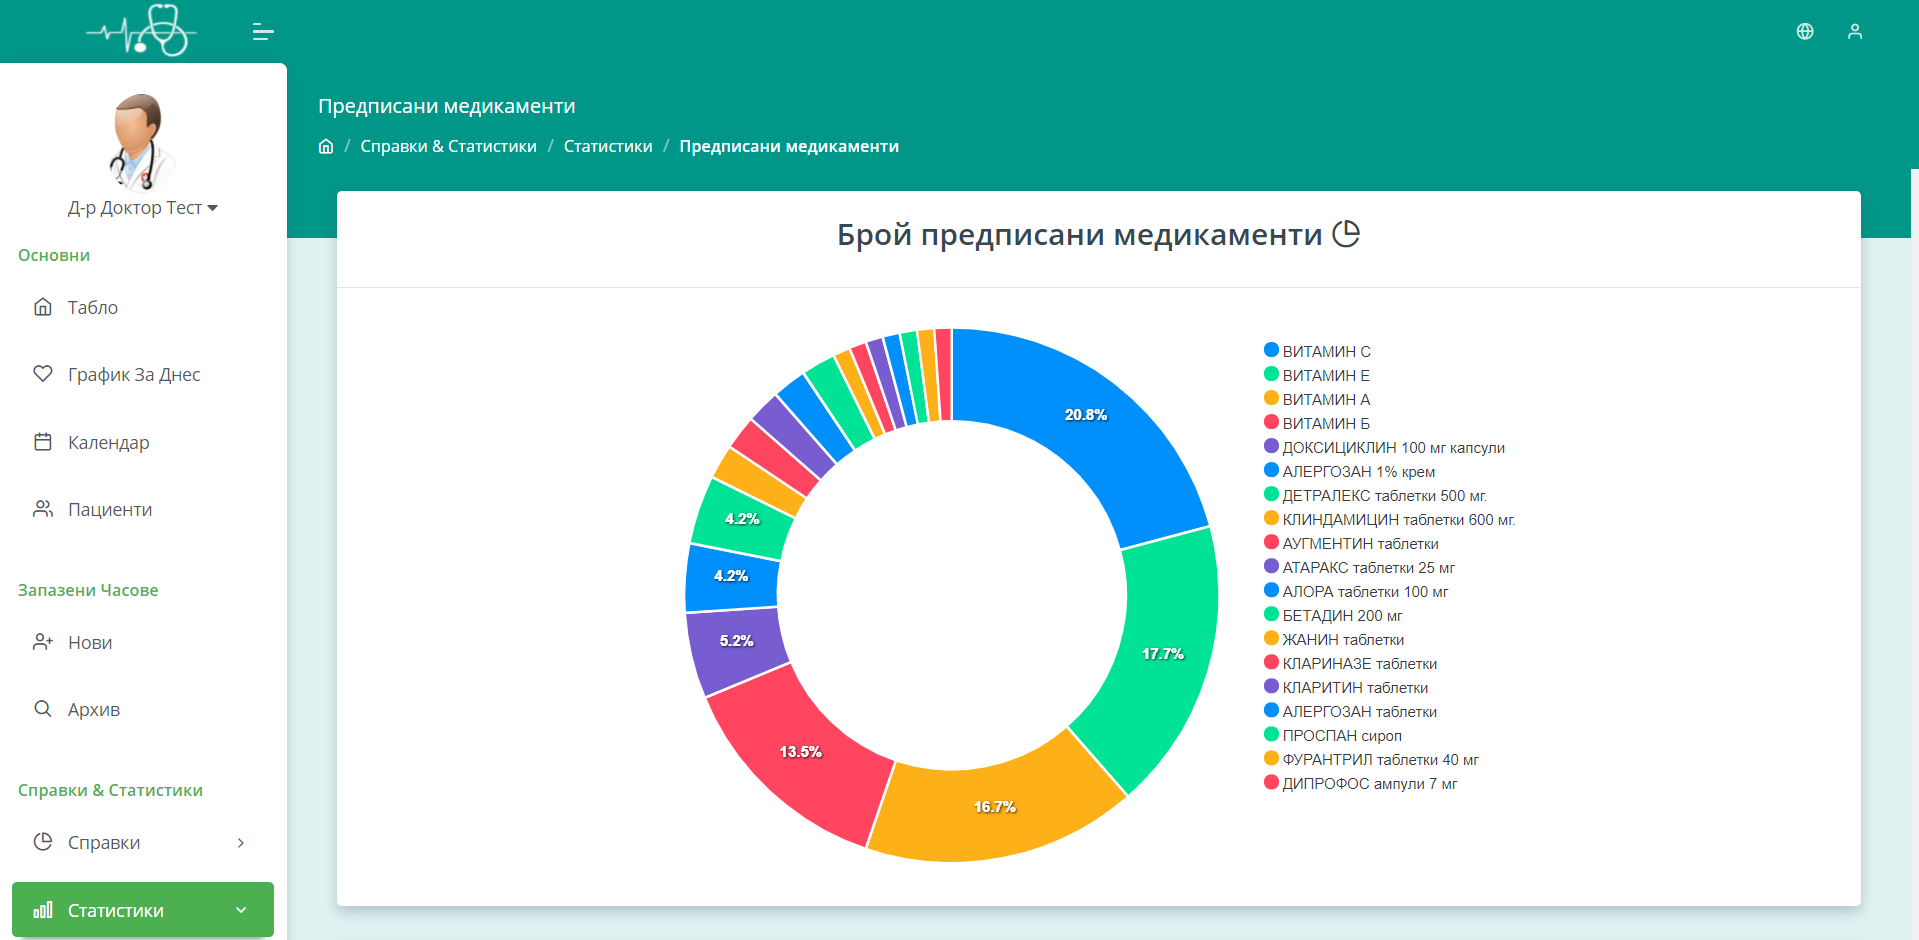 Предписани медикаменти
/ Справки & Статистики / Статистики / Предписани медикаменти
Д-р Доктор Тест
Основни
Табло
График За Днес
Календар
Пациенти
Запазени Часове
Нови
Архив
Справки & Статистики
Справки
Статистики
Брой предписани медикаменти
20.8%
17.7%
16.7%
13.5%
5.2%
4.2%
4.2%
ВИТАМИН С
ВИТАМИН Е
ВИТАМИН А
ВИТАМИН Б
ДОКСИЦИКЛИН 100 мг капсули
АЛЕРГОЗАН 1% крем
ДЕТРАЛЕКС таблетки 500 мг.
КЛИНДАМИЦИН таблетки 600 мг.
АУГМЕНТИН таблетки
АТАРАКС таблетки 25 мг
АЛОРА таблетки 100 мг
БЕТАДИН 200 мг
ЖАНИН таблетки
КЛАРИНАЗЕ таблетки
КЛАРИТИН таблетки
АЛЕРГОЗАН таблетки
ПРОСПАН сироп
ФУРАНТРИЛ таблетки 40 мг
ДИПРОФОС ампули 7 мг